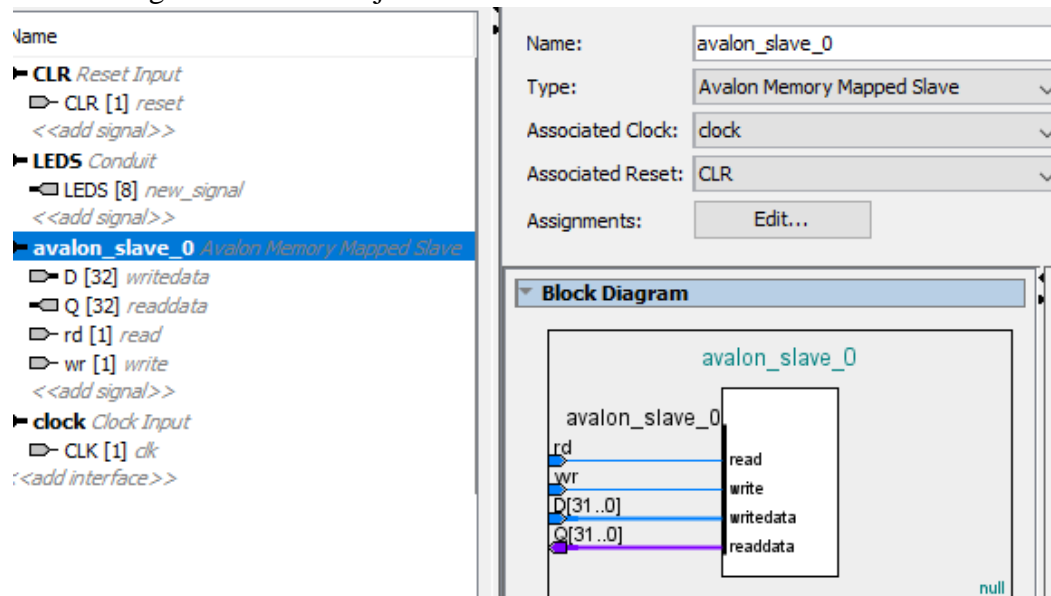 Name
CLR Reset Input
CLR [1] reset
<<add signal>>
LEDS Conduit
LEDS [8] new_signal
<<add signal>>
avalon_slave_0 Avalon Memory Mapped Slave
D [32] writedata
Q [32] readdata
rd [1] read
wr [1] write
<<add signal>>
clock Clock Input
CLK [1] clk
<<add interface>>
Name: avalon_slave_0
Type: Avalon Memory Mapped Slave
Associated Clock: clock
Associated Reset: CLR
Assignments: Edit...
Block Diagram
avalon_slave_0
avalon_slave_0
rd read
wr write
D[31..0] writedata
Q[31..0] readdata
null